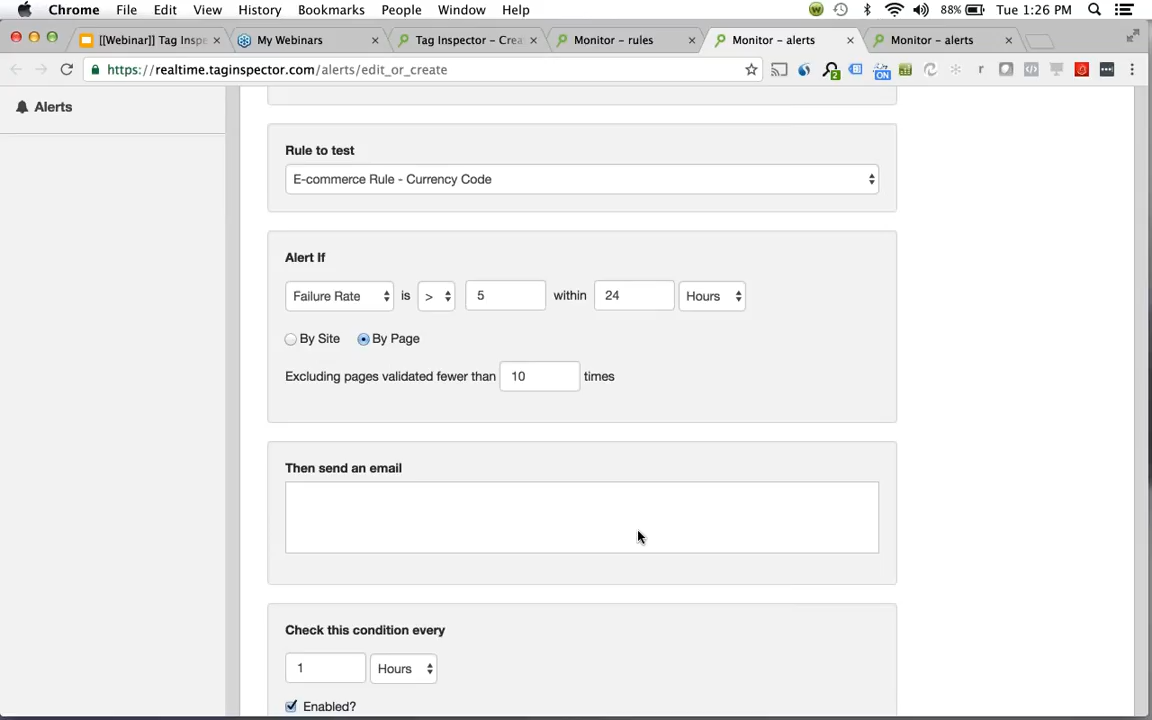 Chrome File Edit View History Bookmarks People Window Help 88% Tue 1:26 PM
[[Webinar]] Tag Inspe × My Webinars × Tag Inspector – Crea × Monitor – rules × Monitor – alerts × Monitor – alerts ×
https://realtime.taginspector.com/alerts/edit_or_create
Alerts
Rule to test
E-commerce Rule - Currency Code
Alert If
Failure Rate is > 5 within 24 Hours
By Site By Page
Excluding pages validated fewer than 10 times
Then send an email
Check this condition every
1 Hours
Enabled?